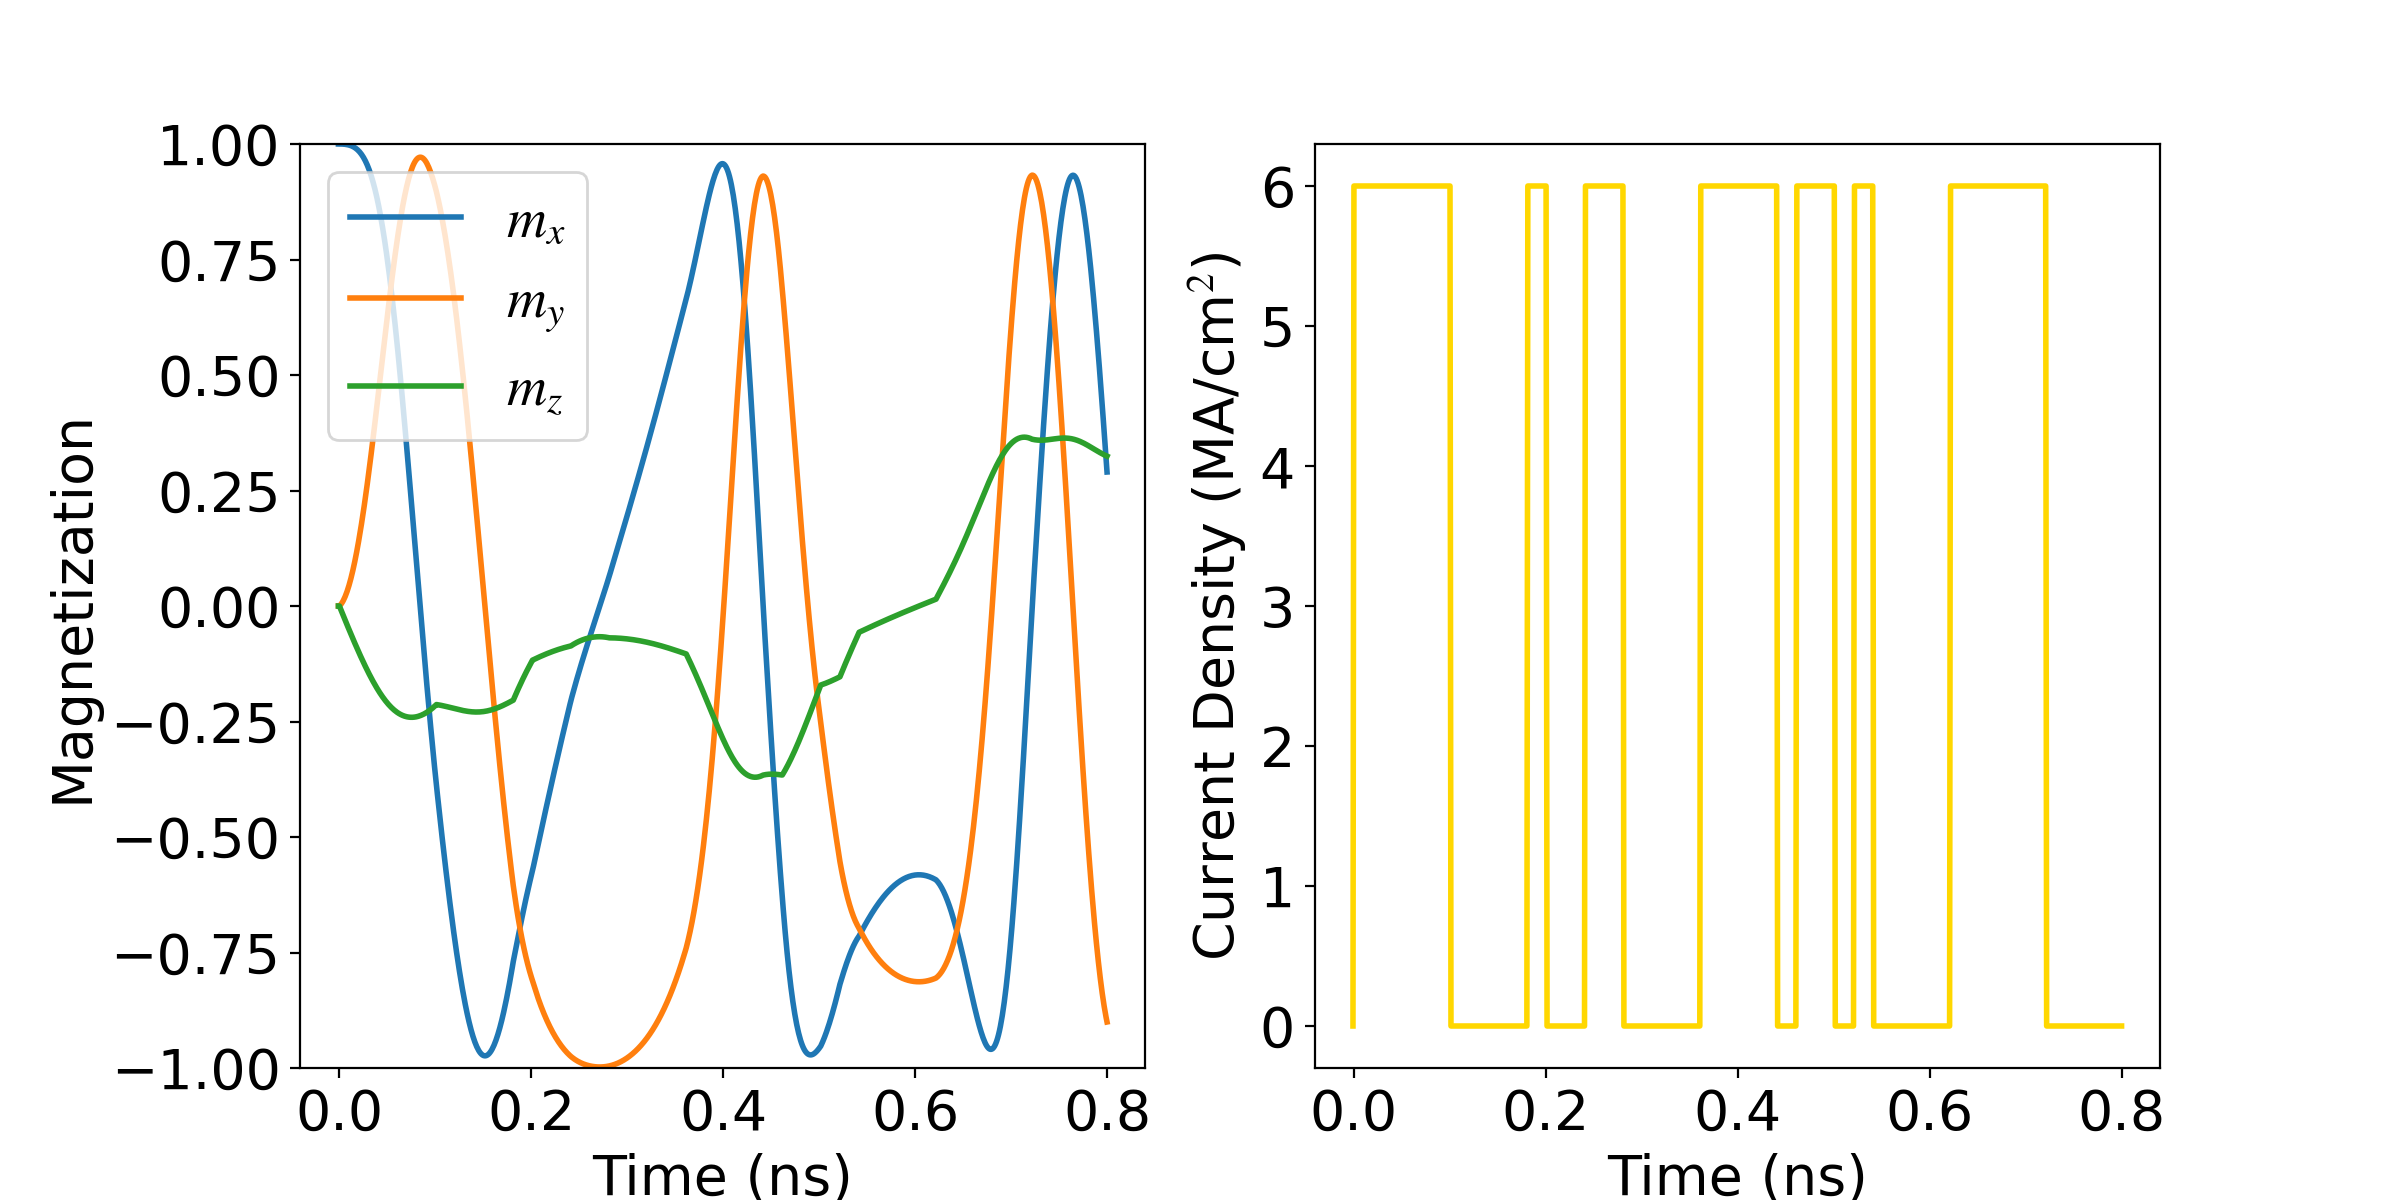 1.00
0.75
0.50
0.25
0.00
−0.25
−0.50
−0.75
−1.00
Magnetization
m_x
m_y
m_z
0.0 0.2 0.4 0.6 0.8
Time (ns)
6
5
4
3
2
1
0
Current Density (MA/cm²)
0.0 0.2 0.4 0.6 0.8
Time (ns)